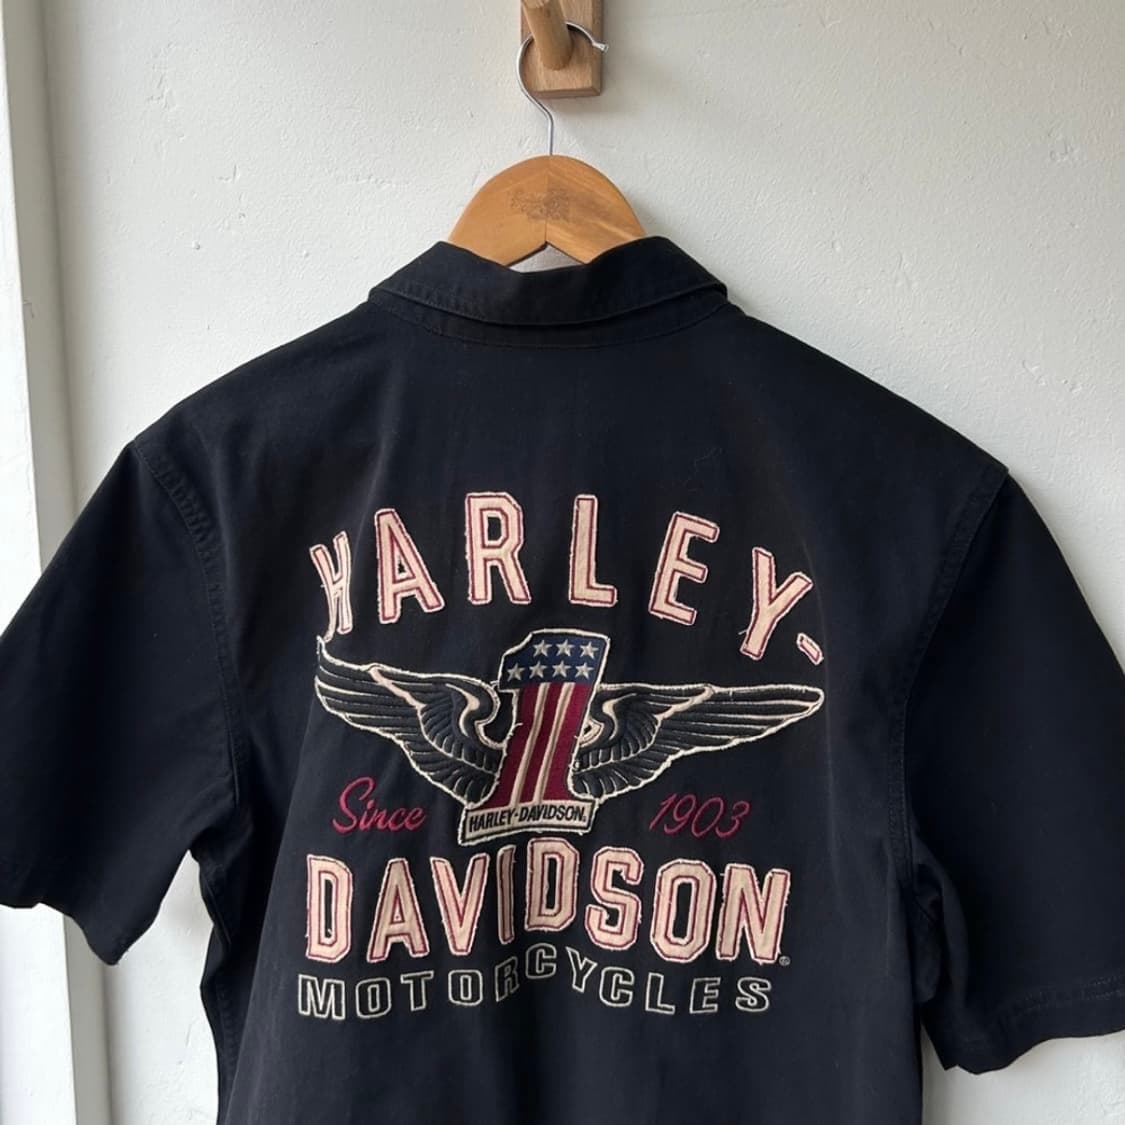 HARLEY-
HARLEY-DAVIDSON®
Since 1903
DAVIDSON®
MOTORCYCLES